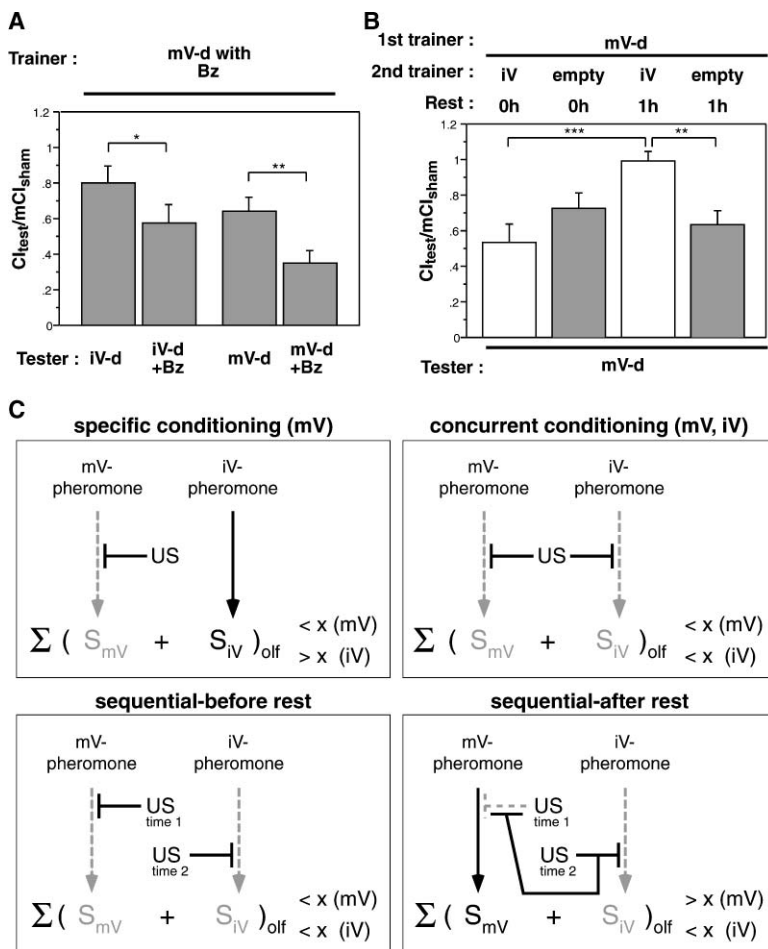 A
Trainer :
mV-d with
Bz
1.2
1
.8
.6
.4
.2
0
CItest/mCIsham
*
**
Tester : iV-d iV-d +Bz mV-d mV-d +Bz
B
1st trainer : mV-d
2nd trainer : iV empty iV empty
Rest : 0h 0h 1h 1h
1.2
1
.8
.6
.4
.2
0
CItest/mCIsham
***
**
Tester : mV-d
C
specific conditioning (mV)
mV- iV-
pheromone pheromone
US
Σ ( SmV + SiV )olf
< x (mV)
> x (iV)
concurrent conditioning (mV, iV)
mV- iV-
pheromone pheromone
US
Σ ( SmV + SiV )olf
< x (mV)
< x (iV)
sequential-before rest
mV- iV-
pheromone pheromone
US
time 1
US
time 2
Σ ( SmV + SiV )olf
< x (mV)
< x (iV)
sequential-after rest
mV- iV-
pheromone pheromone
US
time 1
US
time 2
Σ ( SmV + SiV )olf
> x (mV)
< x (iV)